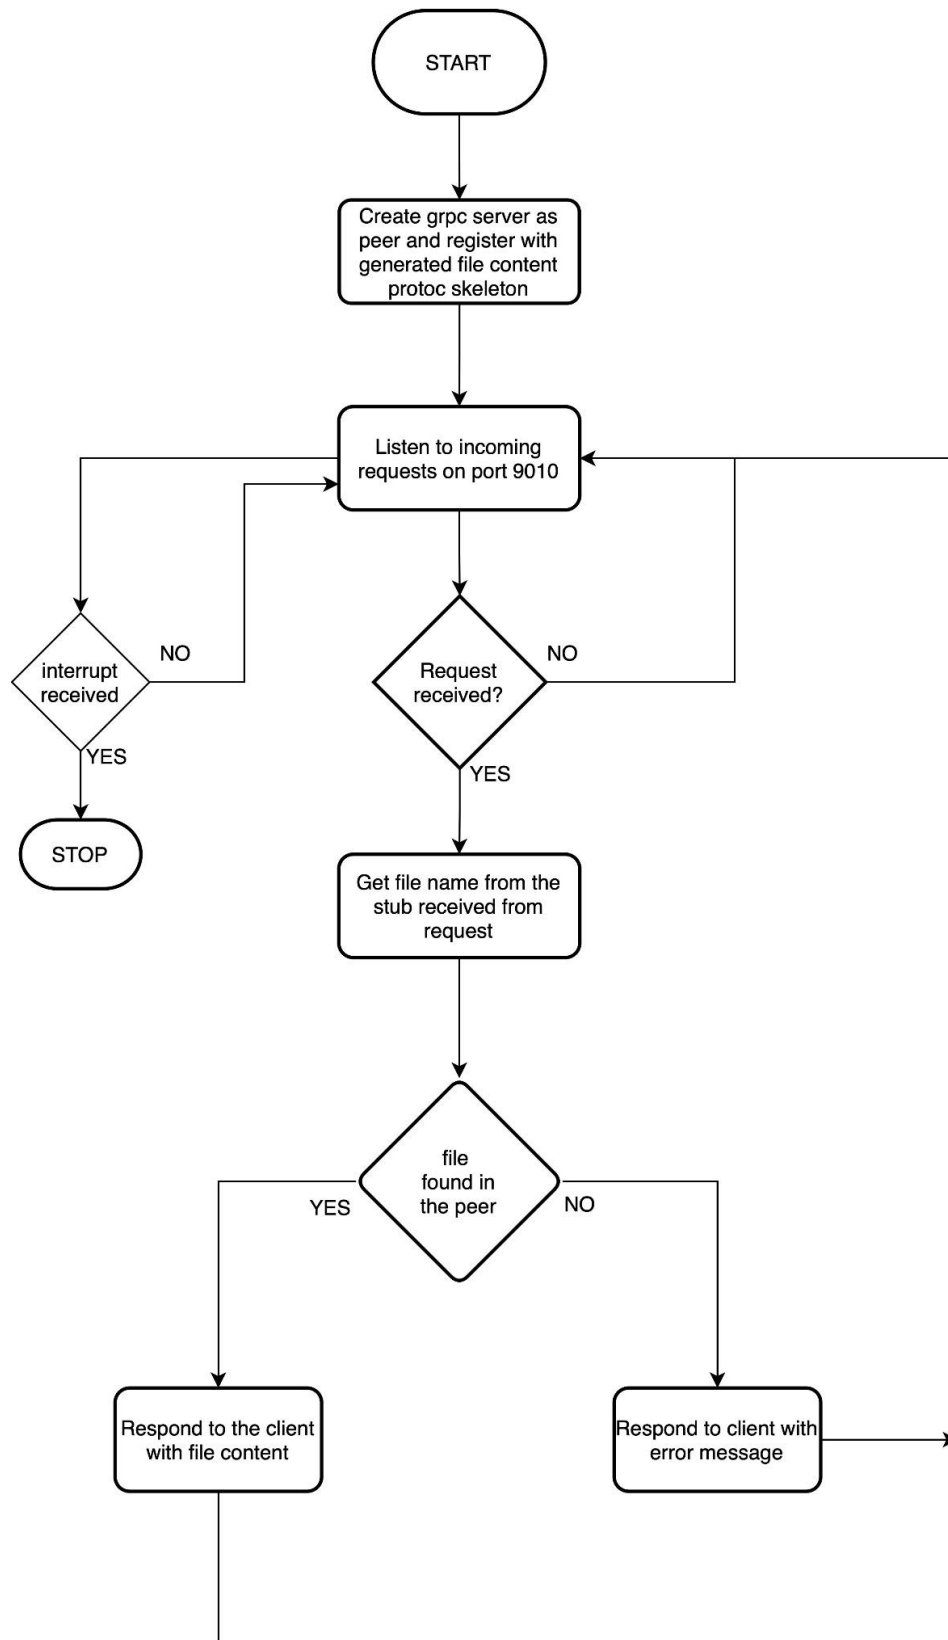 START
Create grpc server as
peer and register with
generated file content
protoc skeleton
Listen to incoming
requests on port 9010
interrupt
received
NO
YES
STOP
Request
received?
NO
YES
Get file name from the
stub received from
request
file
found in
the peer
YES
NO
Respond to the client
with file content
Respond to client with
error message